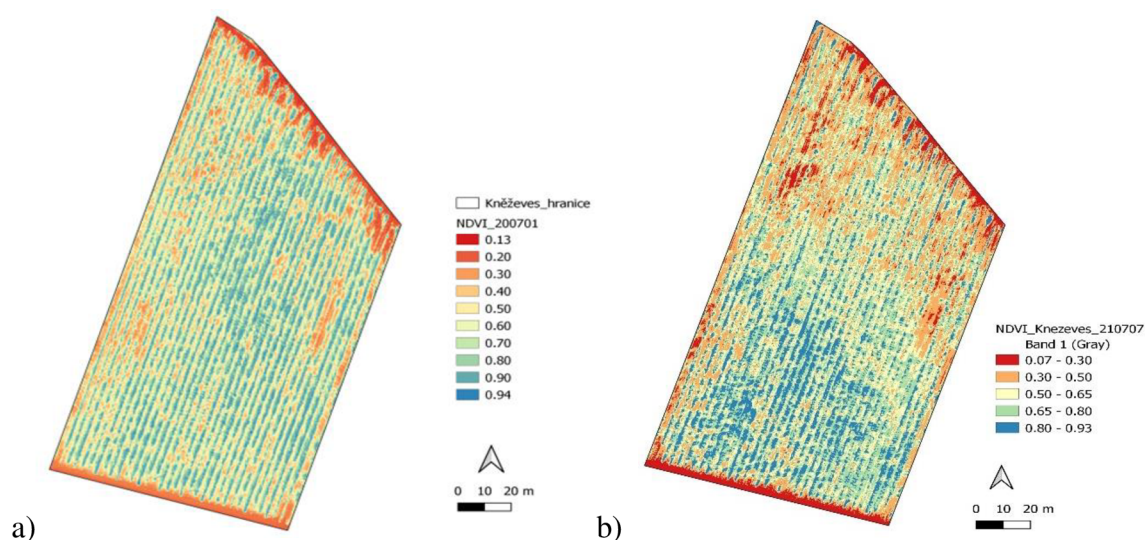 Kněževes_hranice
NDVI_200701
0.13
0.20
0.30
0.40
0.50
0.60
0.70
0.80
0.90
0.94
0 10 20 m
a)
NDVI_Knezeves_210707
Band 1 (Gray)
0.07 - 0.30
0.30 - 0.50
0.50 - 0.65
0.65 - 0.80
0.80 - 0.93
0 10 20 m
b)